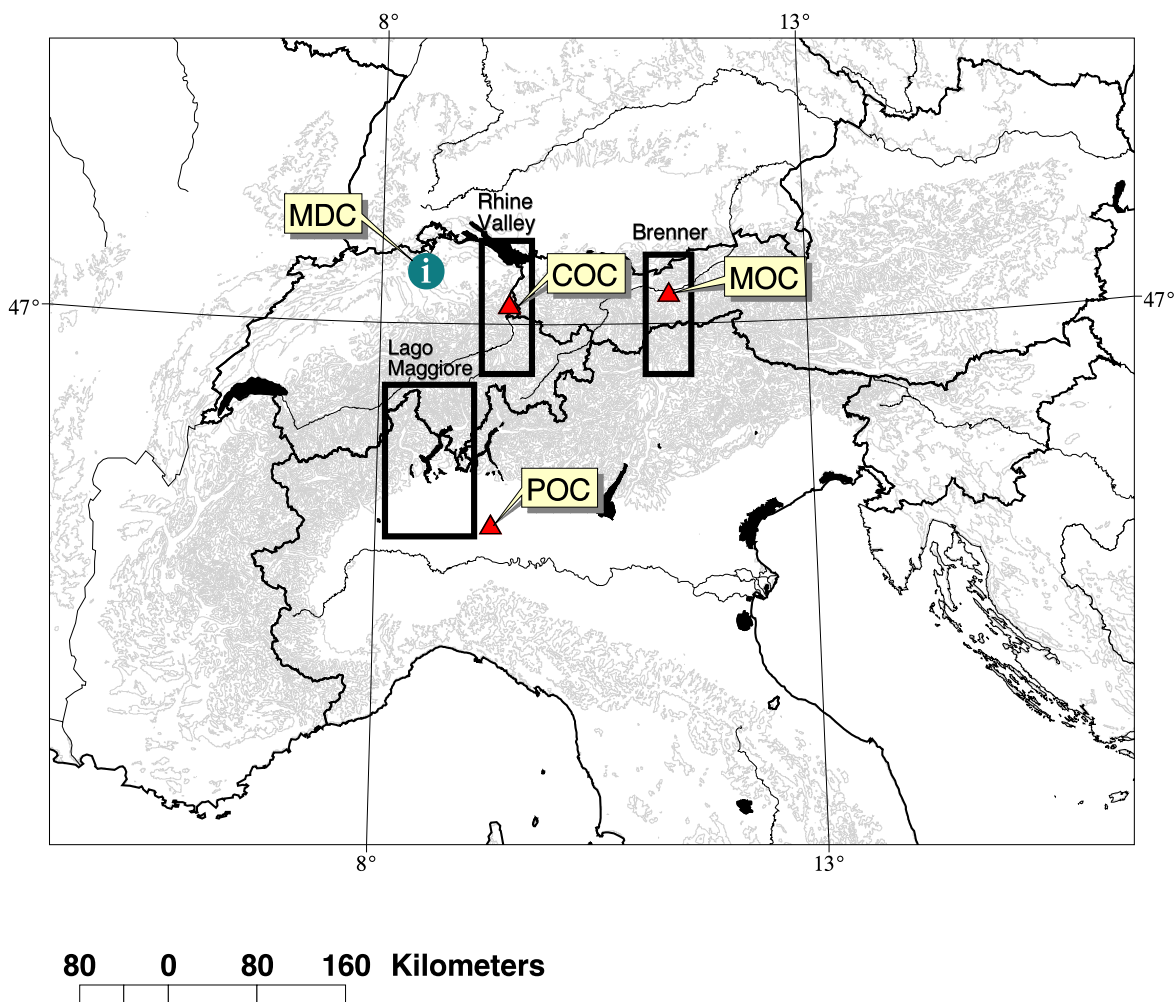 8° 13°
MDC
Rhine
Valley
Brenner
i
COC
MOC
47° 47°
Lago
Maggiore
POC
8° 13°
80 0 80 160 Kilometers